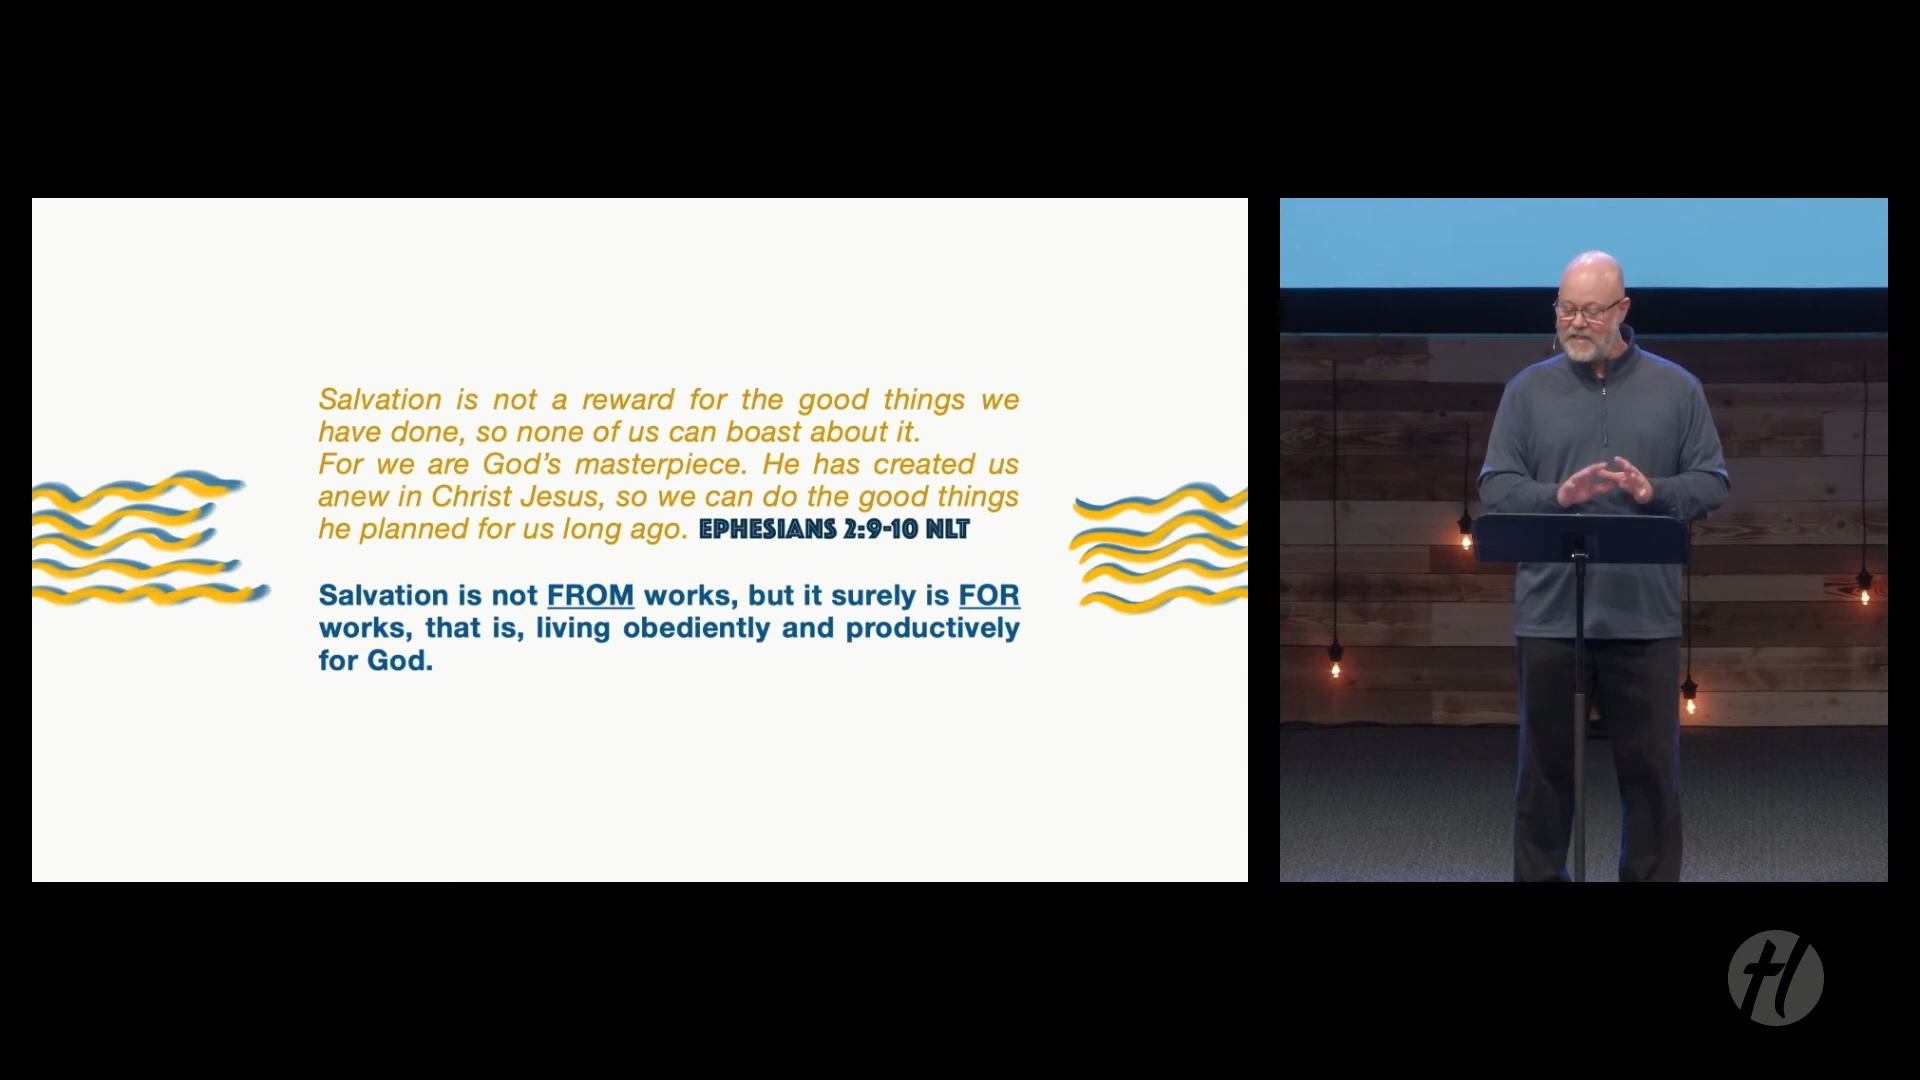 Salvation is not a reward for the good things we
have done, so none of us can boast about it.
For we are God's masterpiece. He has created us
anew in Christ Jesus, so we can do the good things
he planned for us long ago. EPHESIANS 2:9-10 NLT
Salvation is not FROM works, but it surely is FOR
works, that is, living obediently and productively
for God.